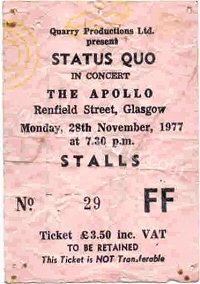 Quarry Productions Ltd.
present
STATUS QUO
IN CONCERT
THE APOLLO
Renfield Street, Glasgow
Monday, 28th November, 1977
at 7.30 p.m.
STALLS
No 29 FF
Ticket £3.50 inc. VAT
TO BE RETAINED
This Ticket is NOT Transferable